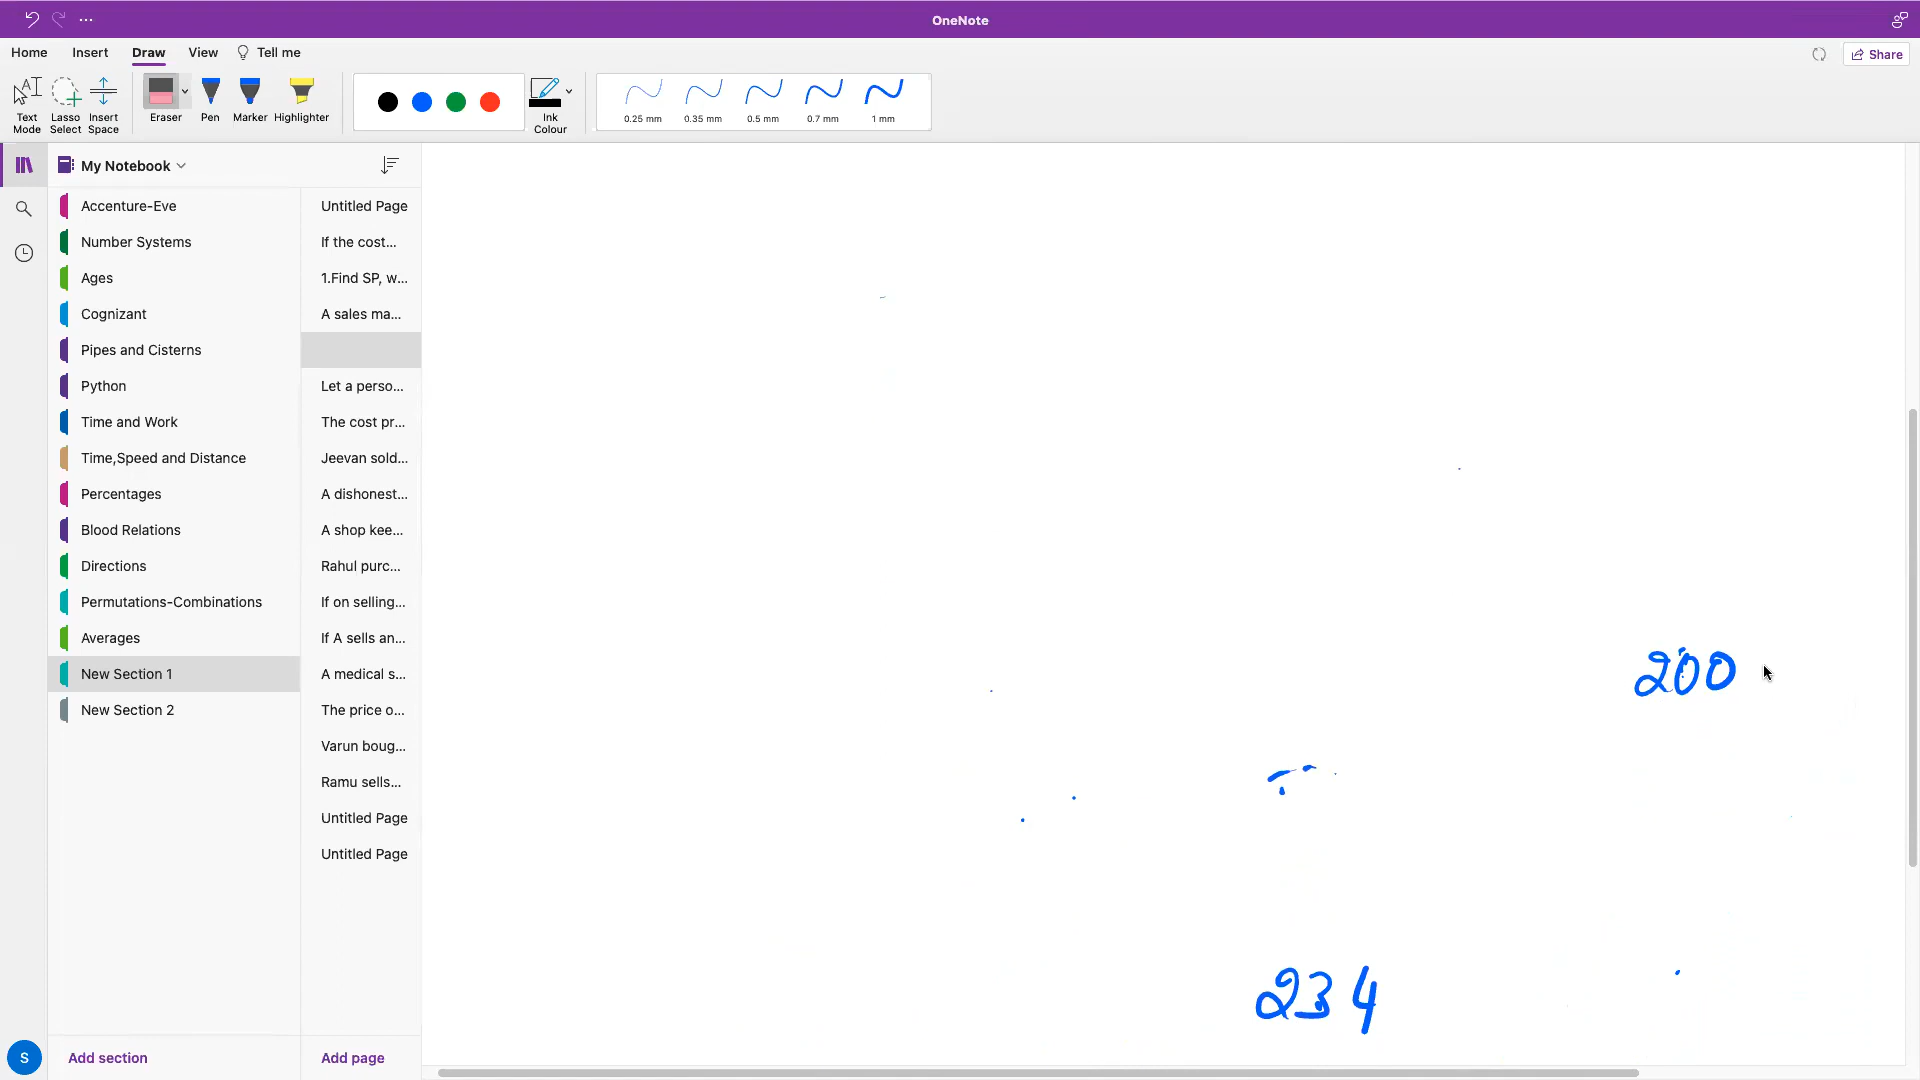 OneNote
Home Insert Draw View Tell me
Share
Text Mode
Lasso Select
Insert Space
Eraser
Pen
Marker
Highlighter
Ink Colour
0.25 mm
0.35 mm
0.5 mm
0.7 mm
1 mm
My Notebook
Accenture-Eve
Number Systems
Ages
Cognizant
Pipes and Cisterns
Python
Time and Work
Time,Speed and Distance
Percentages
Blood Relations
Directions
Permutations-Combinations
Averages
New Section 1
New Section 2
Untitled Page
If the cost...
1.Find SP, w...
A sales ma...
Let a perso...
The cost pr...
Jeevan sold...
A dishonest...
A shop kee...
Rahul purc...
If on selling...
If A sells an...
A medical s...
The price o...
Varun boug...
Ramu sells...
Untitled Page
Untitled Page
200
234
S
Add section
Add page